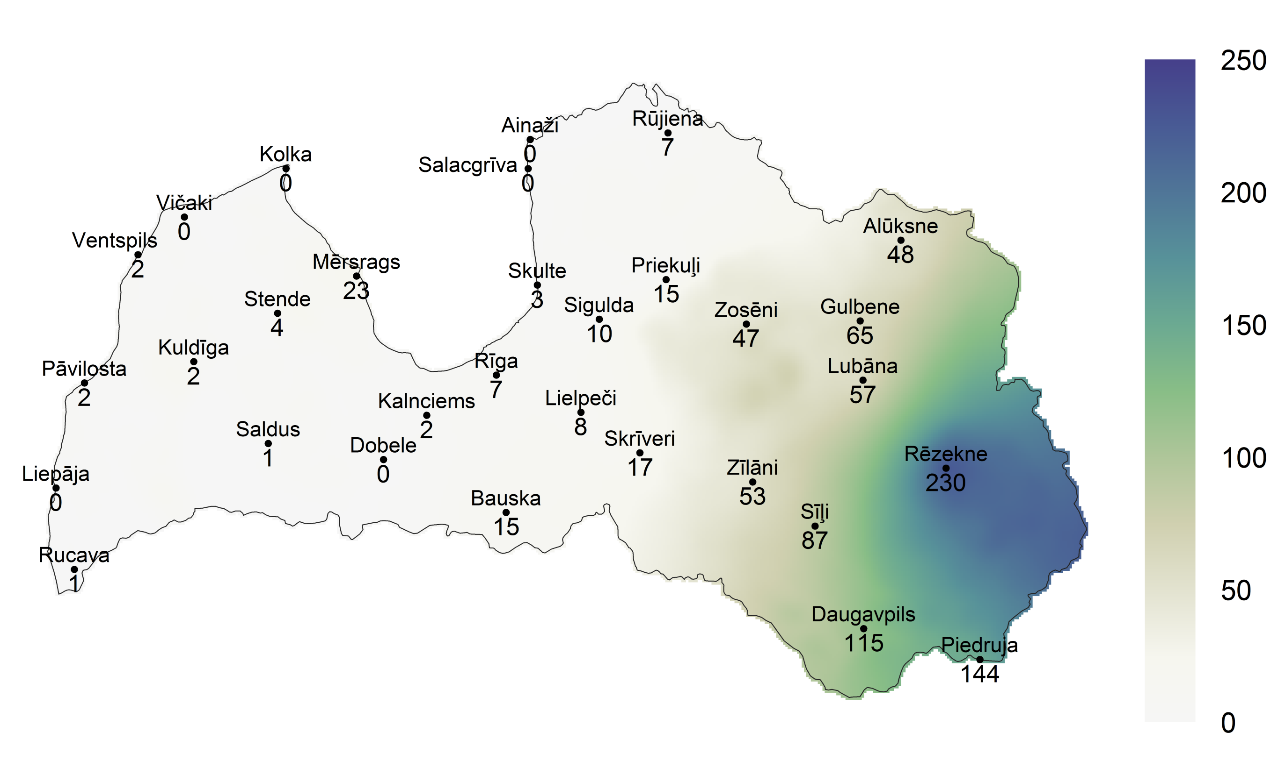 250
200
150
100
50
0
Rūjiena
7
Ainaži
0
Salacgrīva
0
Kolka
0
Vičaki
0
Ventspils
2
Alūksne
48
Mērsrags
23
Skulte
3
Priekuļi
15
Stende
4
Sigulda
10
Zosēni
47
Gulbene
65
Kuldīga
2
Pāvilosta
2
Rīga
7
Lubāna
57
Kalnciems
2
Lielpeči
8
Saldus
1
Dobele
0
Skrīveri
17
Rēzekne
230
Liepāja
0
Zīlāni
53
Bauska
15
Sīļi
87
Rucava
1
Daugavpils
115
Piedruja
144